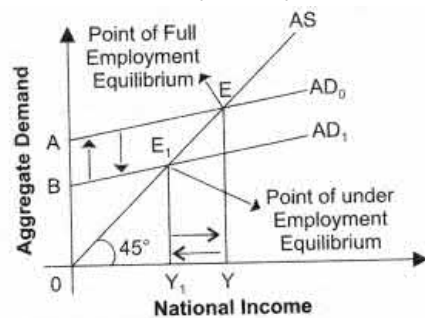 Point of Full
Employment
Equilibrium
AS
E
AD0
A
E1
AD1
B
Point of under
Employment
Equilibrium
45°
0
Y1
Y
National Income
Aggregate Demand